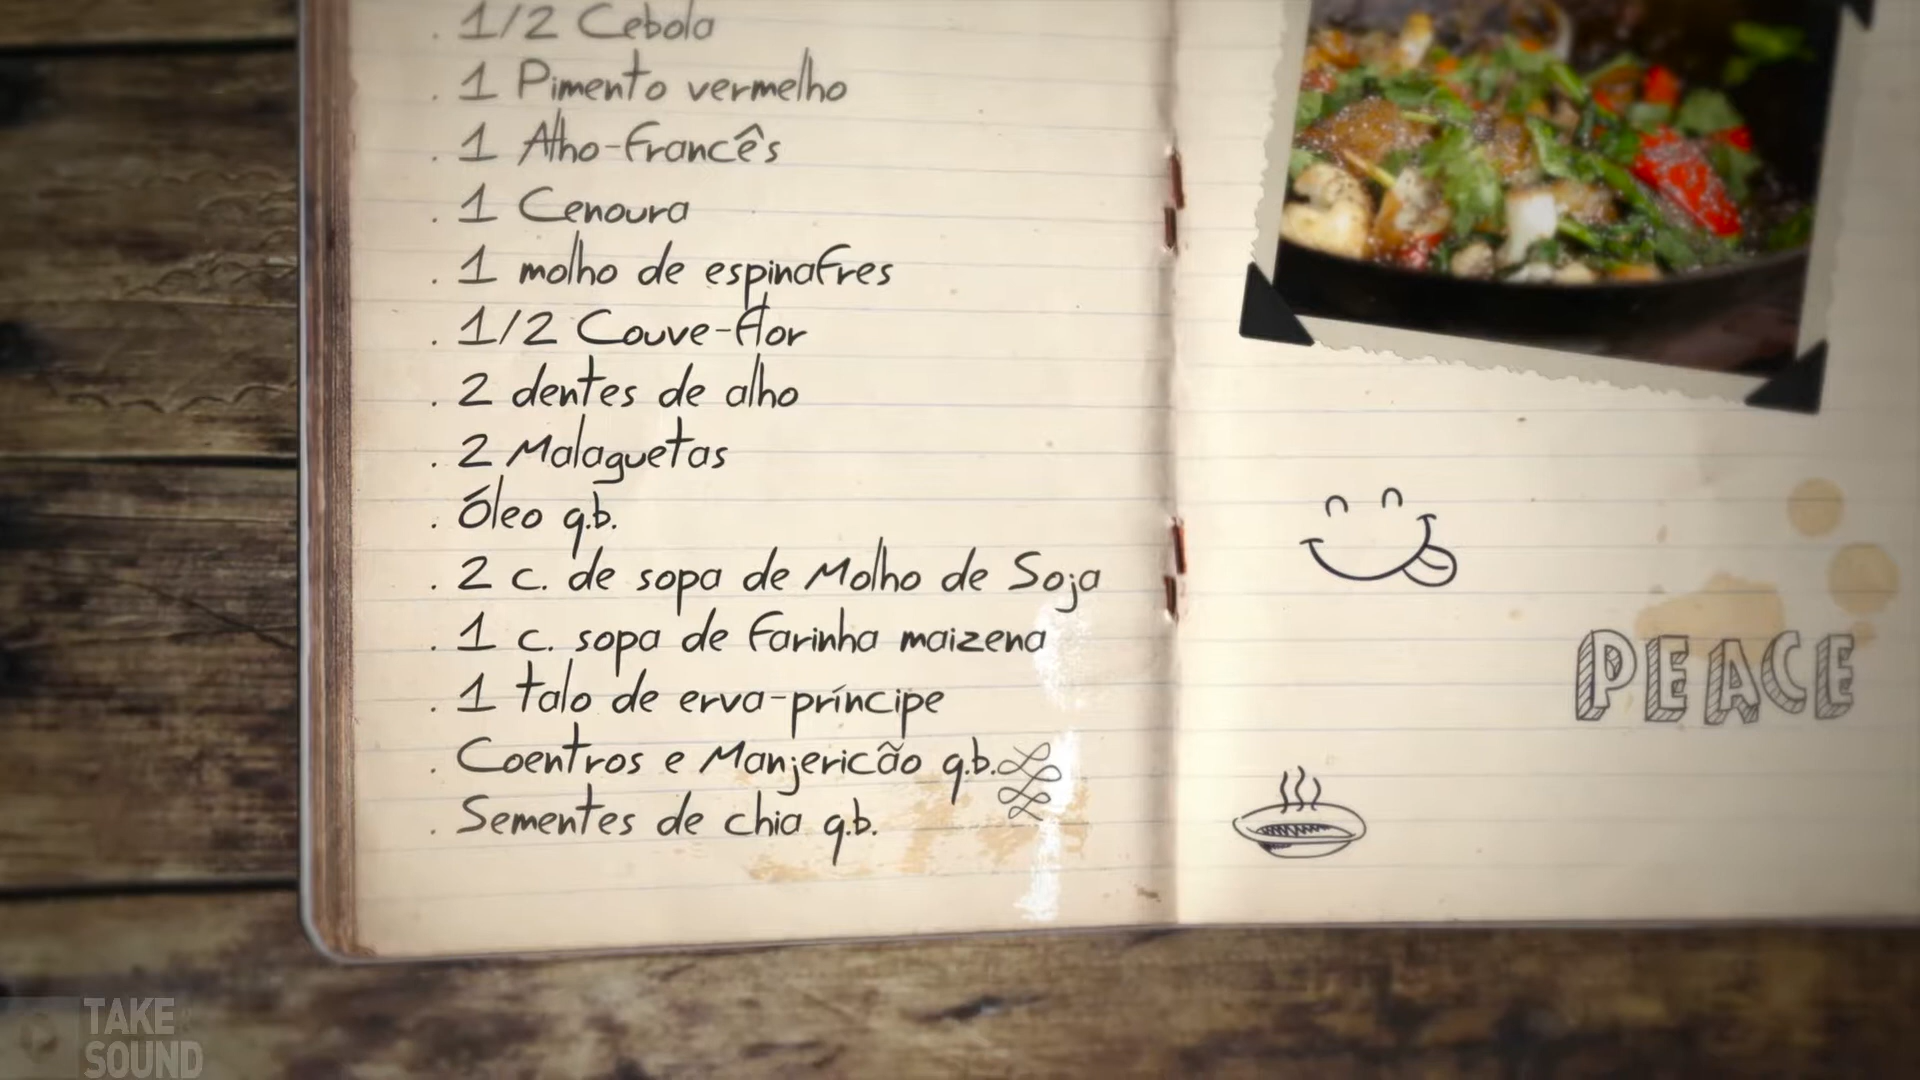 . 1/2 Cebola
. 1 Pimento vermelho
. 1 Alho-Francês
. 1 Cenoura
. 1 molho de espinafres
. 1/2 Couve-flor
. 2 dentes de alho
. 2 Malaguetas
. Óleo q.b.
. 2 c. de sopa de Molho de Soja
. 1 c. sopa de farinha maizena
. 1 talo de erva-príncipe
. Coentros e Manjericão q.b.
. Sementes de chia q.b.
PEACE
TAKE
SOUND